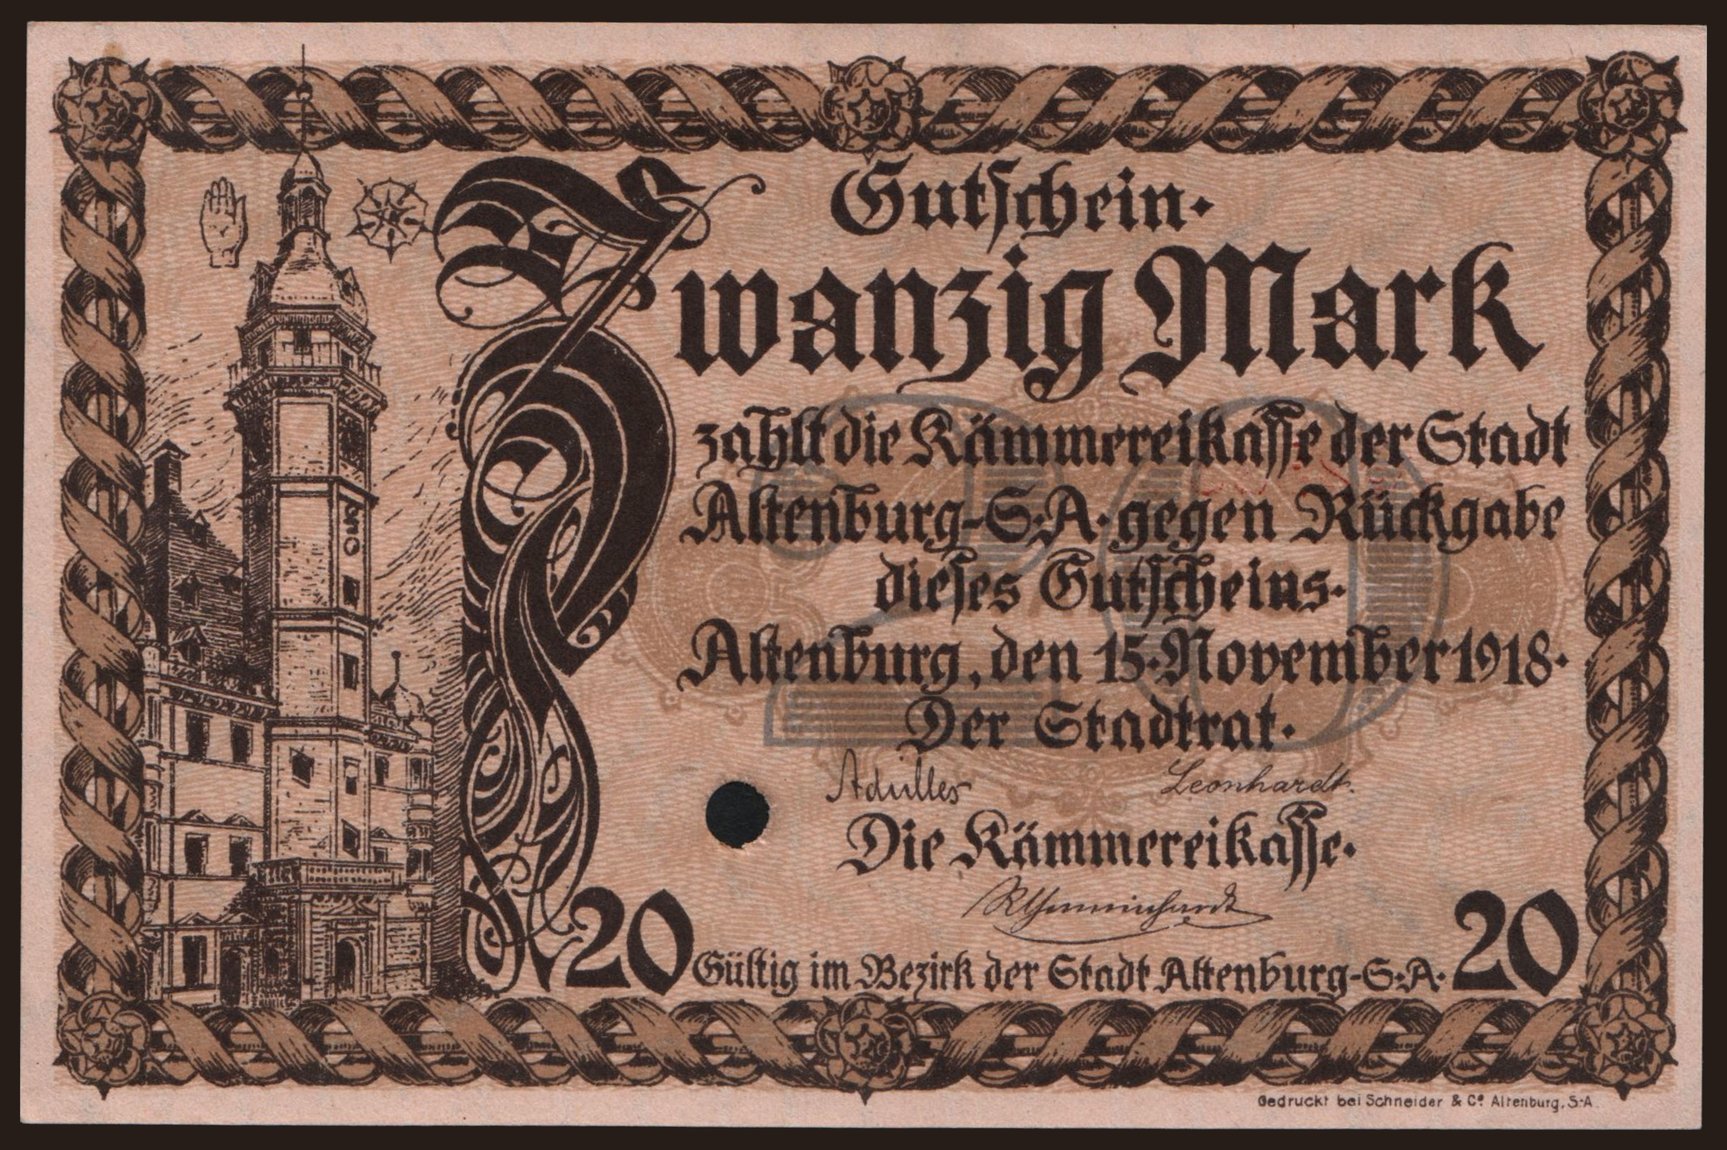 Gutschein.
Zwanzig Mark
zahlt die Kämmereikasse der Stadt
Altenburg-S.A. gegen Rückgabe
dieses Gutscheins.
Altenburg, den 15. November 1918.
Der Stadtrat.
Leonhardt.
Die Kämmereikasse.
20 Gültig im Bezirk der Stadt Altenburg-S.A. 20
20
Gedruckt bei Schneider & Co. Altenburg, S.-A.